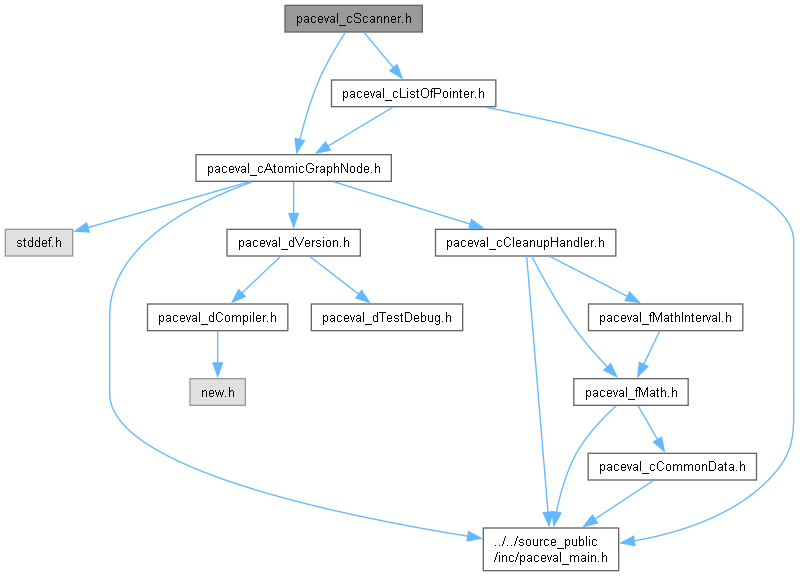 paceval_cScanner.h
paceval_cListOfPointer.h
paceval_cAtomicGraphNode.h
stddef.h
paceval_dVersion.h
paceval_cCleanupHandler.h
paceval_dCompiler.h
paceval_dTestDebug.h
paceval_fMathInterval.h
new.h
paceval_fMath.h
paceval_cCommonData.h
../../source_public
/inc/paceval_main.h